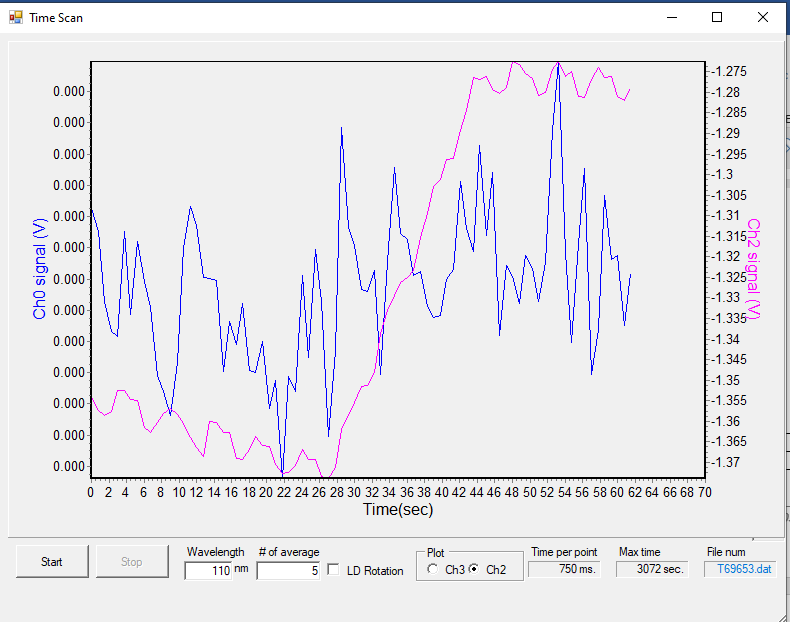 Time Scan
0.000
0.000
0.000
0.000
0.000
0.000
0.000
0.000
0.000
0.000
0.000
0.000
0.000
Ch0 signal (V)
-1.275
-1.28
-1.285
-1.29
-1.295
-1.3
-1.305
-1.31
-1.315
-1.32
-1.325
-1.33
-1.335
-1.34
-1.345
-1.35
-1.355
-1.36
-1.365
-1.37
Ch2 signal (V)
0 2 4 6 8 10 12 14 16 18 20 22 24 26 28 30 32 34 36 38 40 42 44 46 48 50 52 54 56 58 60 62 64 66 68 70
Time(sec)
Start
Stop
Wavelength
110 nm
# of average
5
LD Rotation
Plot
Ch3 Ch2
Time per point
750 ms.
Max time
3072 sec.
File num
T69653.dat